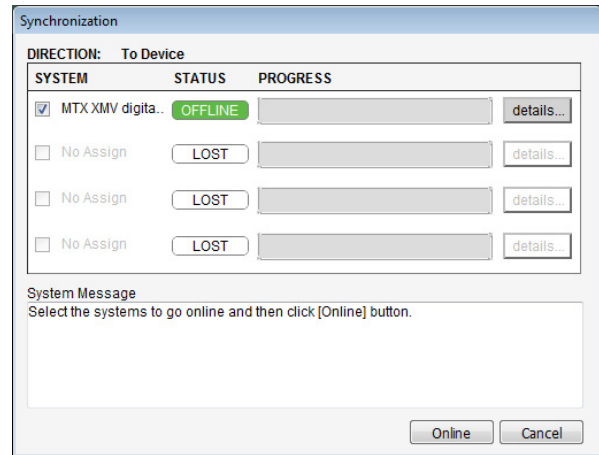 Synchronization
DIRECTION: To Device
SYSTEM STATUS PROGRESS
MTX XMV digita.. OFFLINE details...
No Assign LOST details...
No Assign LOST details...
No Assign LOST details...
System Message
Select the systems to go online and then click [Online] button.
Online Cancel